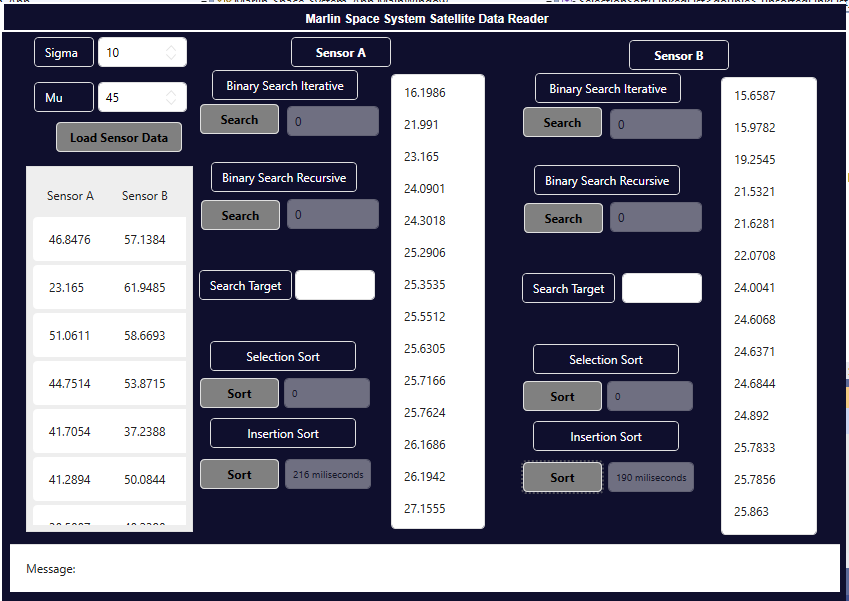 Marlin Space System Satellite Data Reader
Sigma
10
Mu
45
Load Sensor Data
Sensor A Sensor B
46.8476 57.1384
23.165 61.9485
51.0611 58.6693
44.7514 53.8715
41.7054 37.2388
41.2894 50.0844
Sensor A
Binary Search Iterative
Search
0
Binary Search Recursive
Search
0
Search Target
Selection Sort
Sort
0
Insertion Sort
Sort
216 miliseconds
16.1986
21.991
23.165
24.0901
24.3018
25.2906
25.3535
25.5512
25.6305
25.7166
25.7624
26.1686
26.1942
27.1555
Sensor B
Binary Search Iterative
Search
0
Binary Search Recursive
Search
0
Search Target
Selection Sort
Sort
0
Insertion Sort
Sort
190 miliseconds
15.6587
15.9782
19.2545
21.5321
21.6281
22.0708
24.0041
24.6068
24.6371
24.6844
24.892
25.7833
25.7856
25.863
Message: